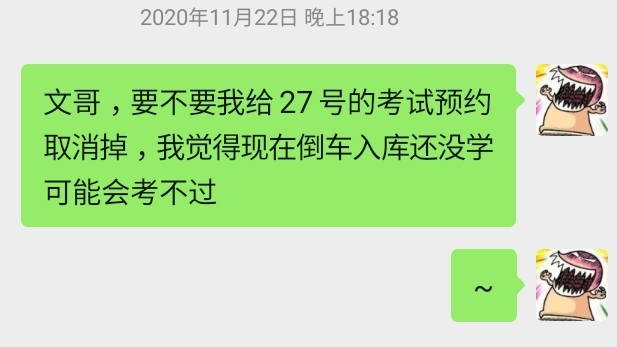 2020年11月22日 晚上18:18
文哥，要不要我给27号的考试预约
取消掉，我觉得现在倒车入库还没学
可能会考不过
~